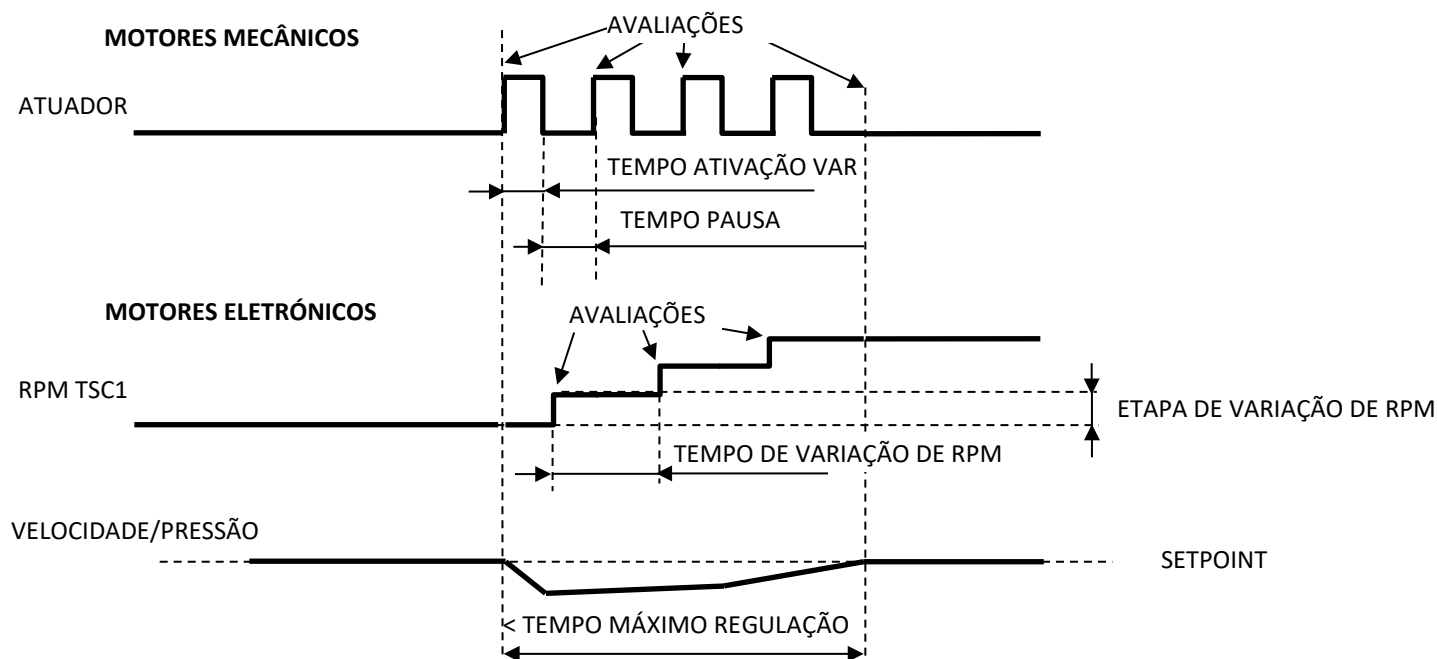 AVALIAÇÕES
MOTORES MECÂNICOS
ATUADOR
TEMPO ATIVAÇÃO VAR
TEMPO PAUSA
MOTORES ELETRÓNICOS
AVALIAÇÕES
RPM TSC1
ETAPA DE VARIAÇÃO DE RPM
TEMPO DE VARIAÇÃO DE RPM
VELOCIDADE/PRESSÃO
SETPOINT
< TEMPO MÁXIMO REGULAÇÃO